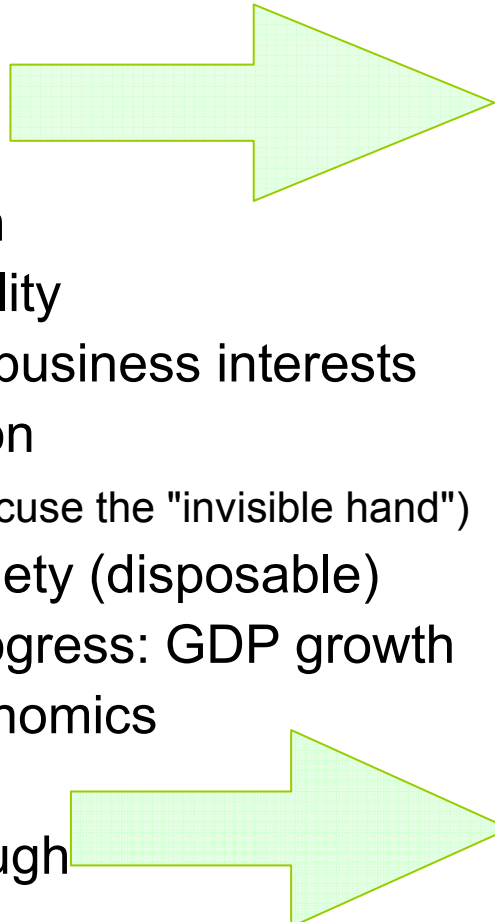 n
lity
business interests
on
cuse the "invisible hand")
ety (disposable)
ogress: GDP growth
nomics
ugh